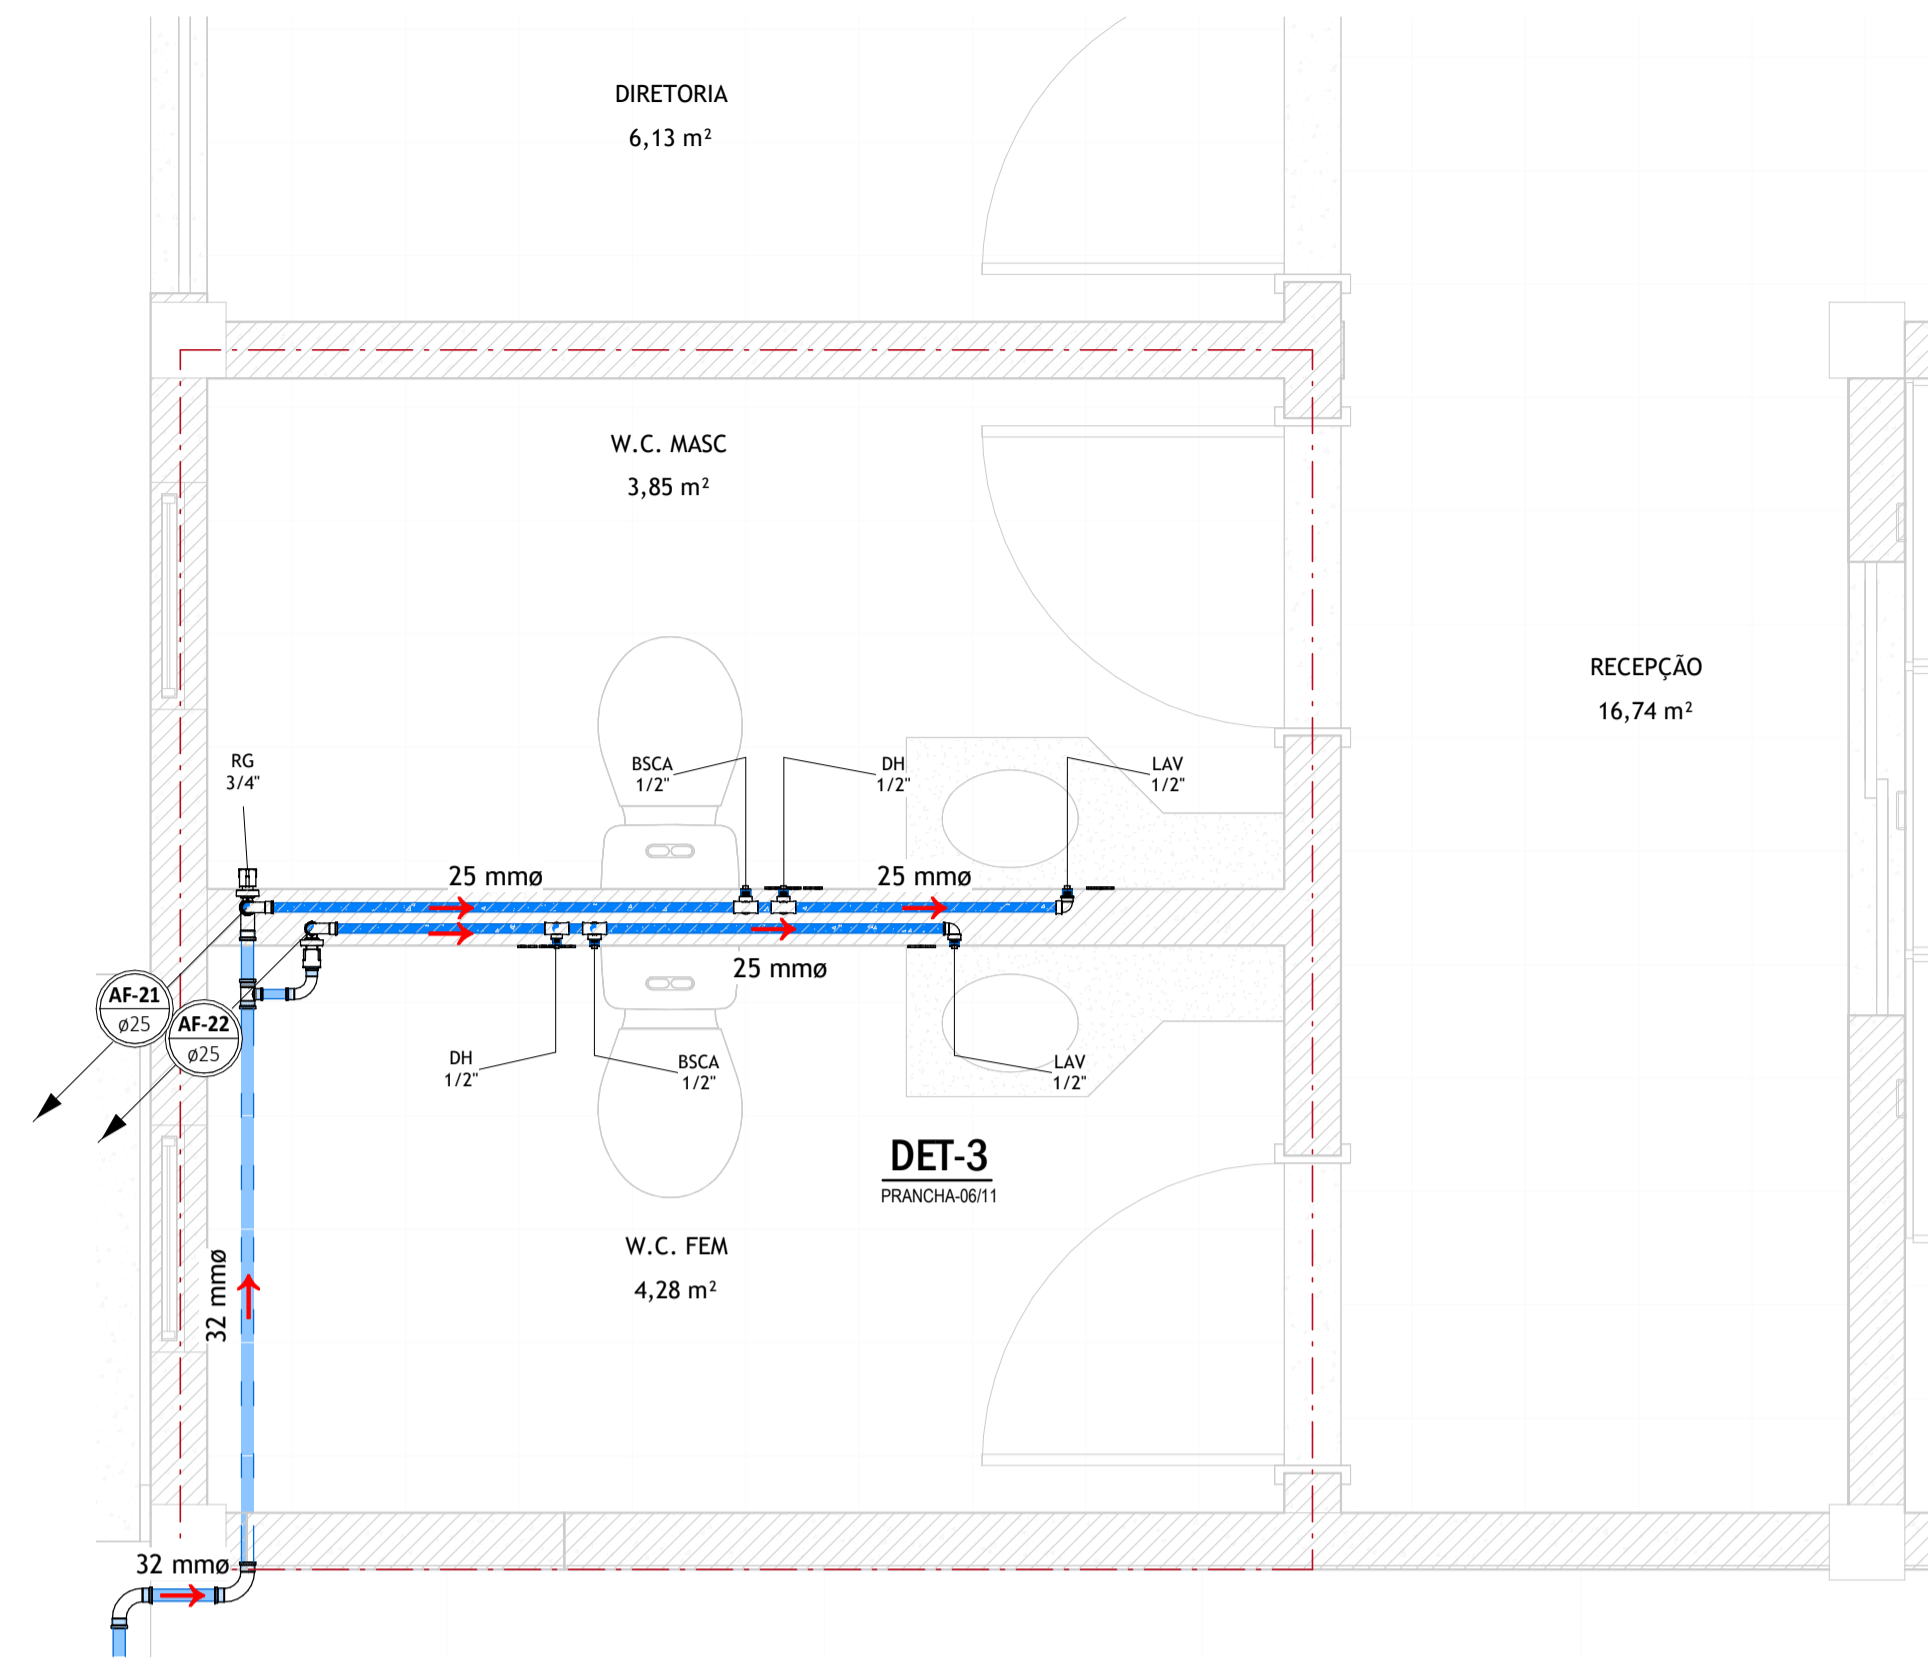 DIRETORIA
6,13 m²
W.C. MASC
3,85 m²
RECEPÇÃO
16,74 m²
RG
3/4"
BSCA
1/2"
DH
1/2"
LAV
1/2"
25 mmø
25 mmø
25 mmø
AF-21
ø25
AF-22
ø25
DH
1/2"
BSCA
1/2"
LAV
1/2"
DET-3
PRANCHA-06/11
W.C. FEM
4,28 m²
32 mmø
32 mmø